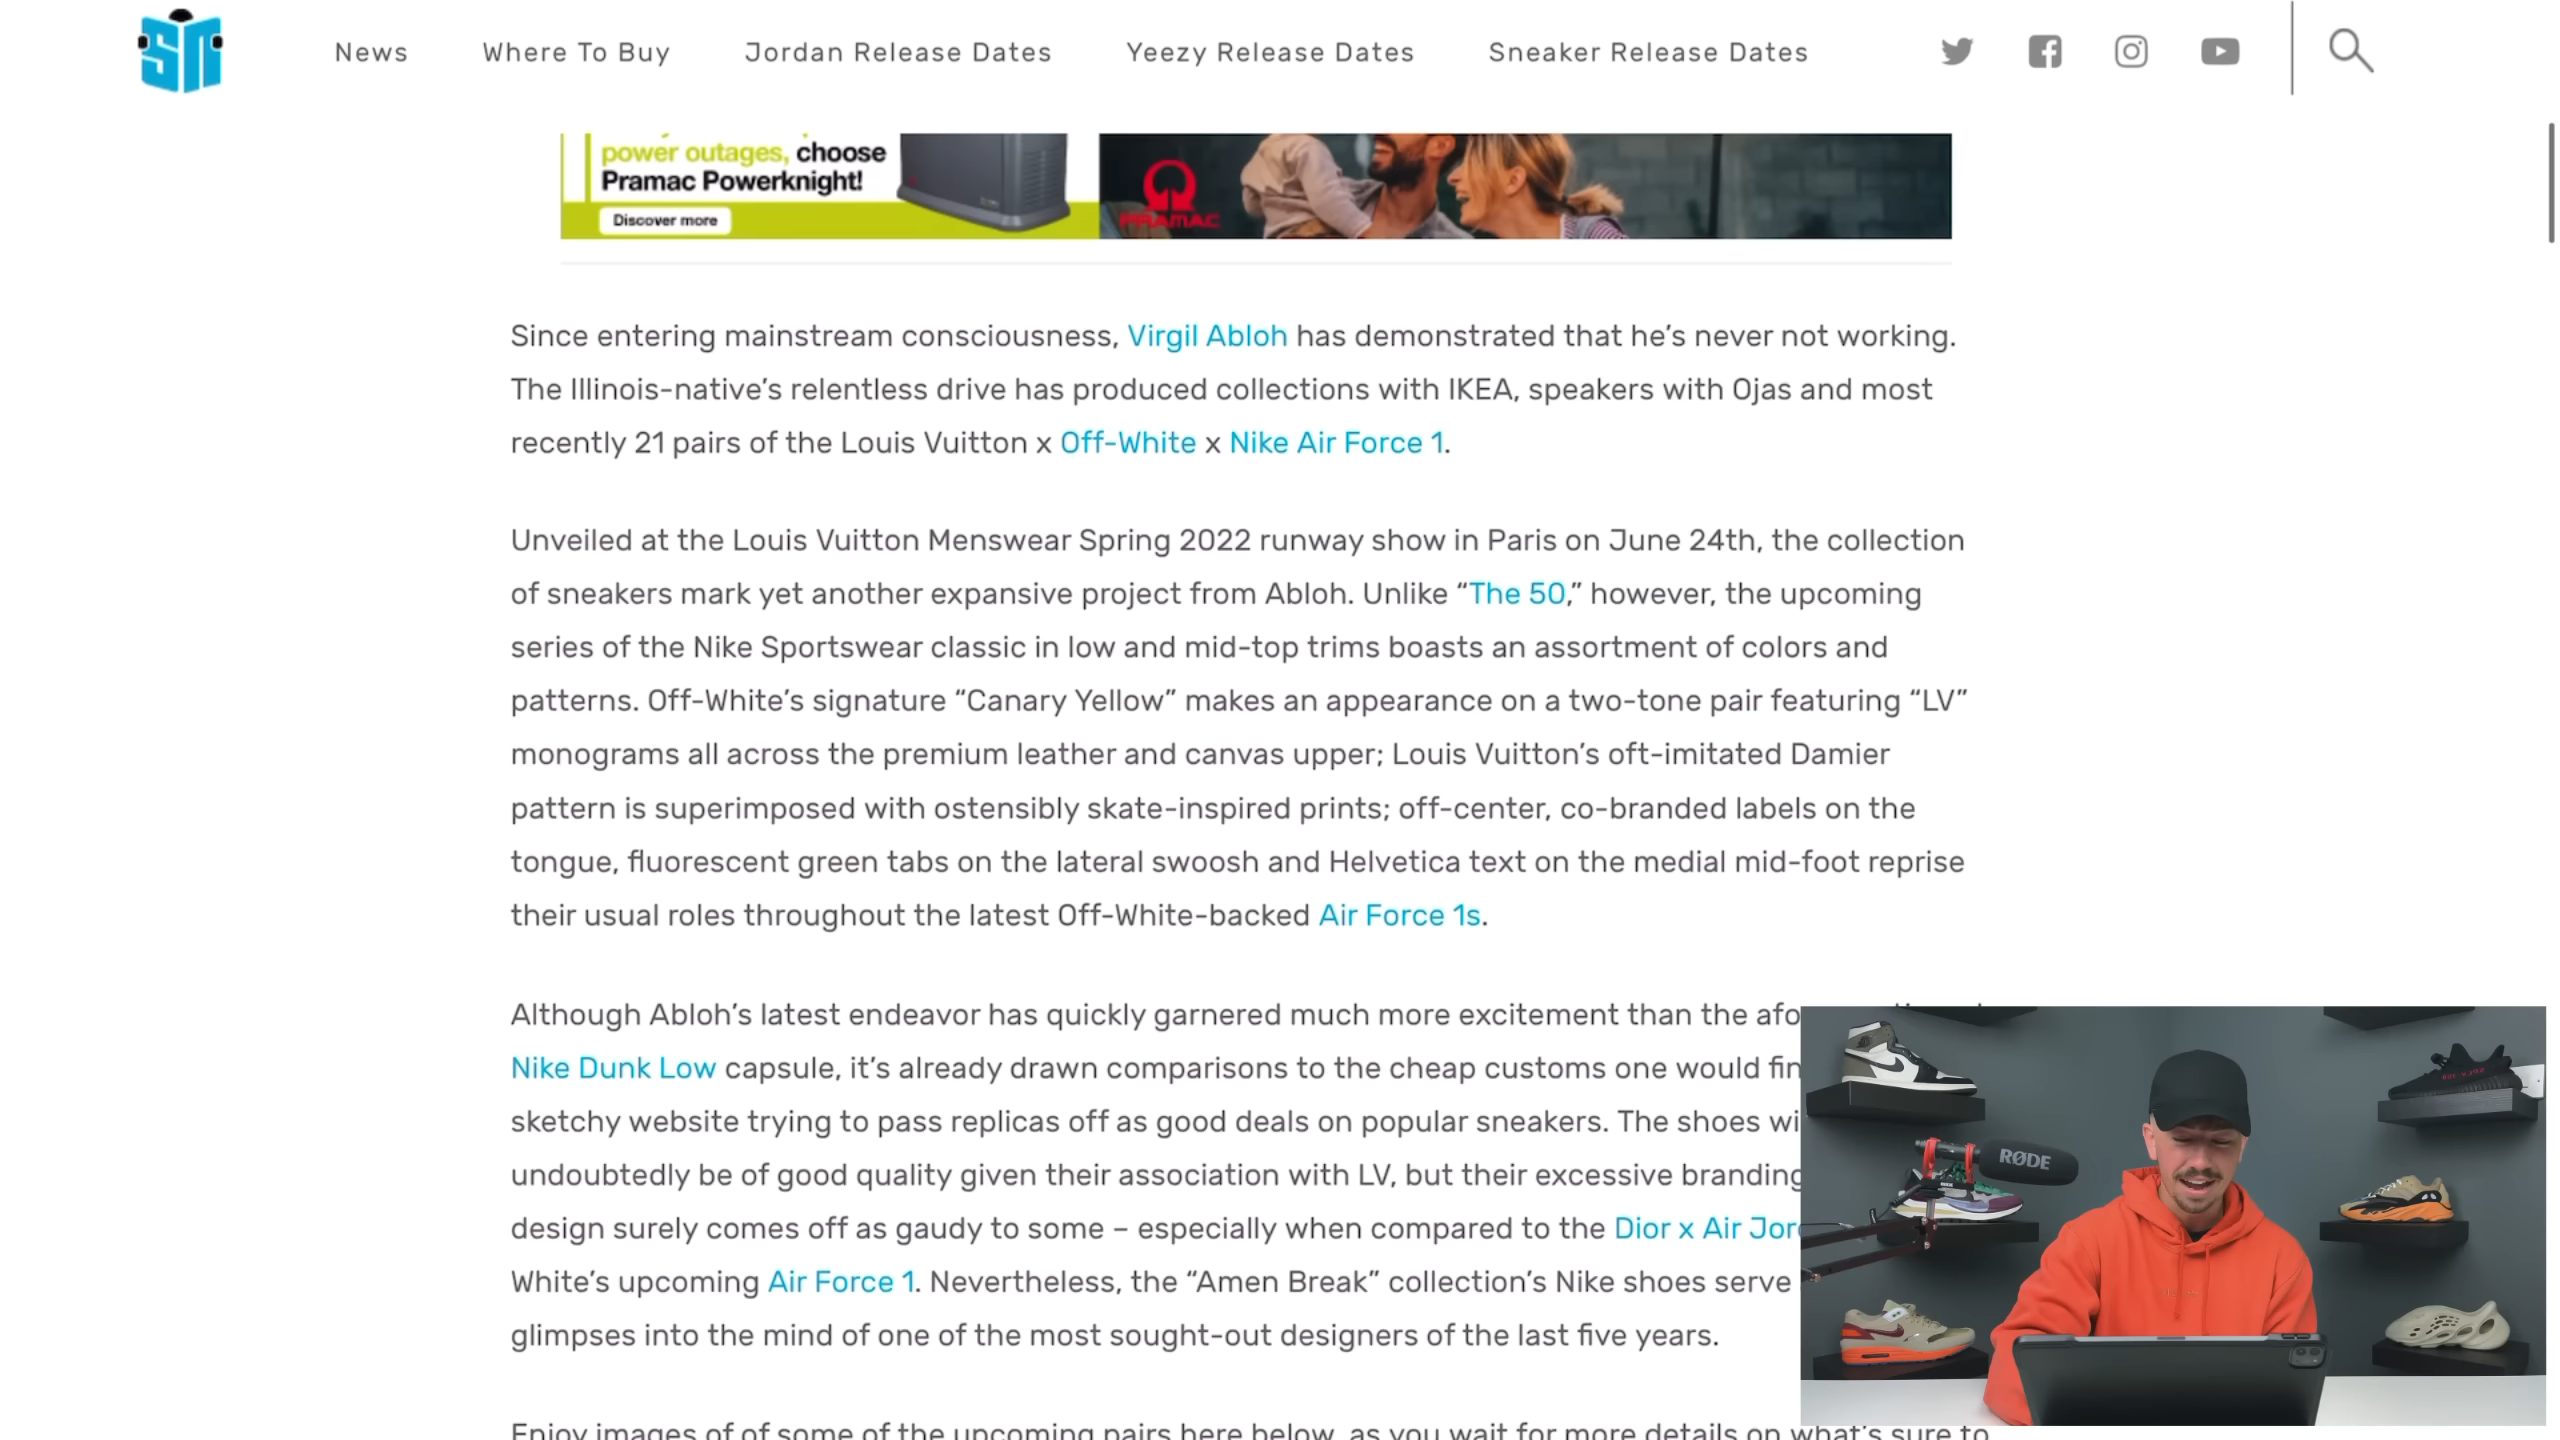 SN
News Where To Buy Jordan Release Dates Yeezy Release Dates Sneaker Release Dates
power outages, choose
Pramac Powerknight!
Discover more
PRAMAC
Since entering mainstream consciousness, Virgil Abloh has demonstrated that he’s never not working.
The Illinois-native’s relentless drive has produced collections with IKEA, speakers with Ojas and most
recently 21 pairs of the Louis Vuitton x Off-White x Nike Air Force 1.
Unveiled at the Louis Vuitton Menswear Spring 2022 runway show in Paris on June 24th, the collection
of sneakers mark yet another expansive project from Abloh. Unlike “The 50,” however, the upcoming
series of the Nike Sportswear classic in low and mid-top trims boasts an assortment of colors and
patterns. Off-White’s signature “Canary Yellow” makes an appearance on a two-tone pair featuring “LV”
monograms all across the premium leather and canvas upper; Louis Vuitton’s oft-imitated Damier
pattern is superimposed with ostensibly skate-inspired prints; off-center, co-branded labels on the
tongue, fluorescent green tabs on the lateral swoosh and Helvetica text on the medial mid-foot reprise
their usual roles throughout the latest Off-White-backed Air Force 1s.
Although Abloh’s latest endeavor has quickly garnered much more excitement than the afo
Nike Dunk Low capsule, it’s already drawn comparisons to the cheap customs one would fin
sketchy website trying to pass replicas off as good deals on popular sneakers. The shoes wi
undoubtedly be of good quality given their association with LV, but their excessive branding
design surely comes off as gaudy to some – especially when compared to the Dior x Air Jor
White’s upcoming Air Force 1. Nevertheless, the “Amen Break” collection’s Nike shoes serve
glimpses into the mind of one of the most sought-out designers of the last five years.
Enjoy images of of some of the upcoming pairs here below, as you wait for more details on what’s sure to
RØDE